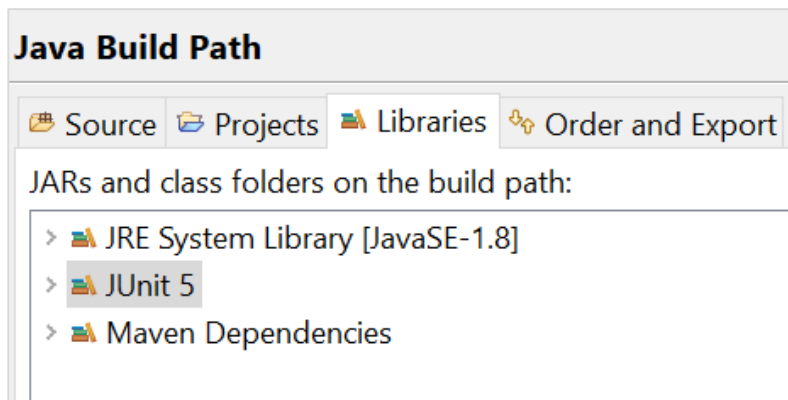 Java Build Path
Source Projects Libraries Order and Export
JARs and class folders on the build path:
JRE System Library [JavaSE-1.8]
JUnit 5
Maven Dependencies